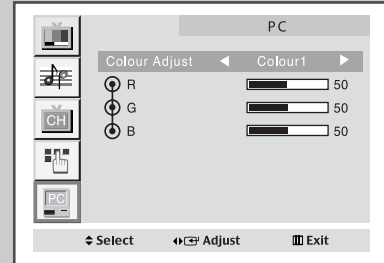 PC
Colour Adjust ◀ Colour1 ▶
R 50
G 50
CH
B 50
PC
Select Adjust Exit